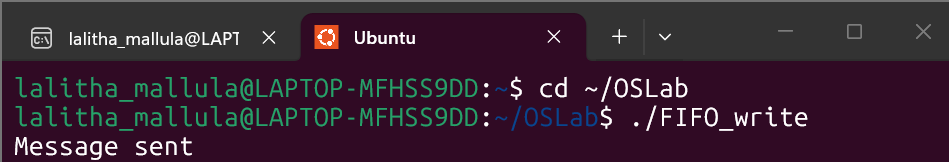 lalitha_mallula@LAPT
Ubuntu
lalitha_mallula@LAPTOP-MFHSS9DD:~$ cd ~/OSLab
lalitha_mallula@LAPTOP-MFHSS9DD:~/OSLab$ ./FIFO_write
Message sent